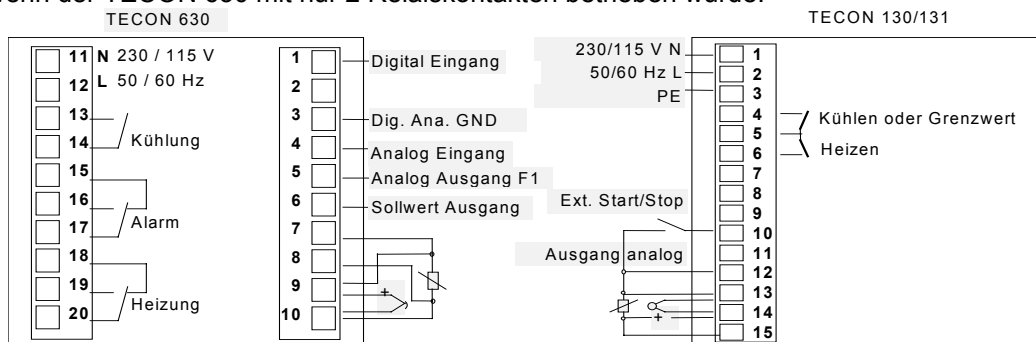 TECON 630
TECON 130/131
11 N 230 / 115 V
12 L 50 / 60 Hz
13
14 Kühlung
15
16
17 Alarm
18
19
20 Heizung
1 Digital Eingang
2
3 Dig. Ana. GND
4 Analog Eingang
5 Analog Ausgang F1
6 Sollwert Ausgang
7
8
9
+
10
230/115 V N 1
50/60 Hz L 2
PE 3
4 Kühlen oder Grenzwert
5
6 Heizen
7
8
Ext. Start/Stop 9
10
Ausgang analog 11
12
13
14
+
15